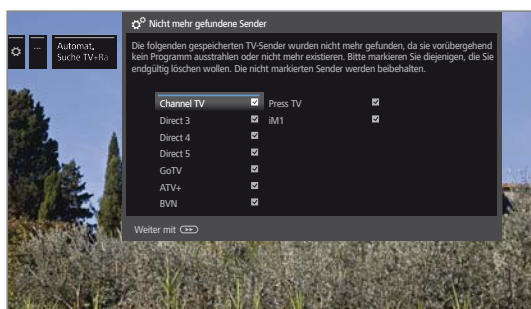 Nicht mehr gefundene Sender
...
Automat.
Suche TV+Ra
Die folgenden gespeicherten TV-Sender wurden nicht mehr gefunden, da sie vorübergehend
kein Programm ausstrahlen oder nicht mehr existieren. Bitte markieren Sie diejenigen, die Sie
endgültig löschen wollen. Die nicht markierten Sender werden beibehalten.
Channel TV
Direct 3
Direct 4
Direct 5
GoTV
ATV+
BVN
Press TV
iM1
Weiter mit